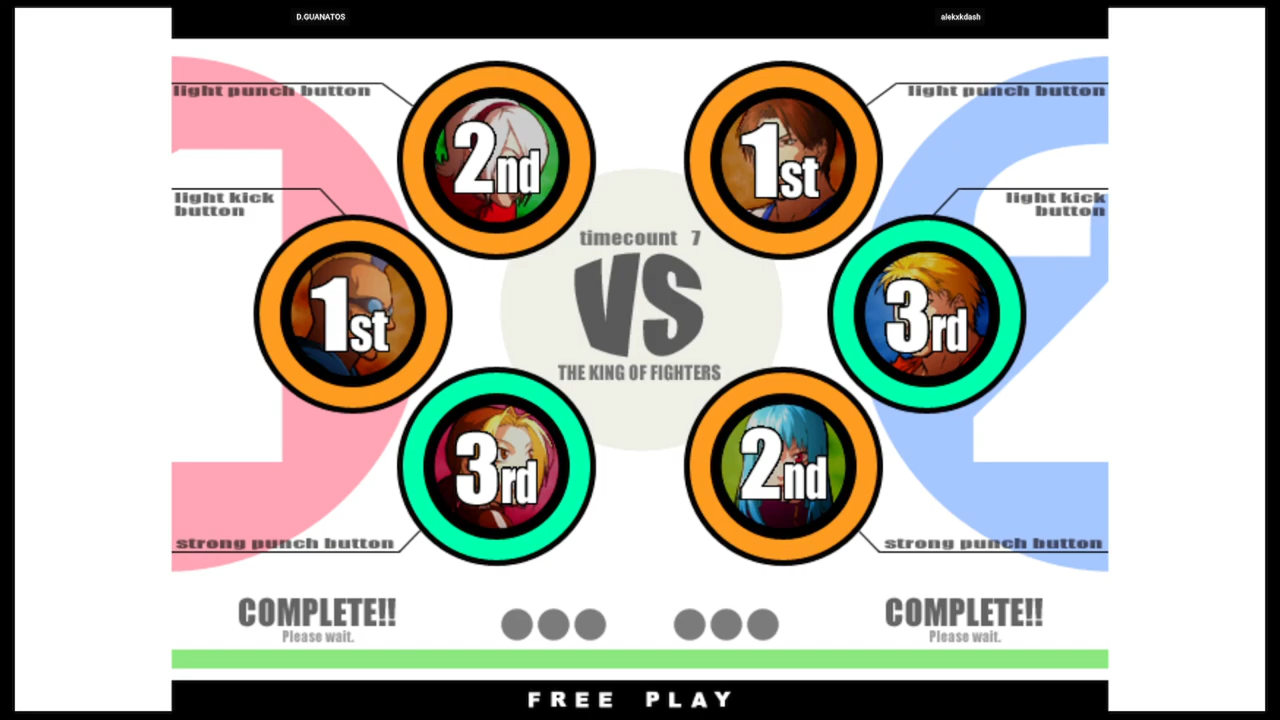 D.GUANATOS
alekxkdash
light punch button
light punch button
2nd
1st
light kick
button
light kick
button
timecount 7
VS
THE KING OF FIGHTERS
1st
3rd
3rd
2nd
strong punch button
strong punch button
COMPLETE!!
Please wait.
COMPLETE!!
Please wait.
FREE PLAY